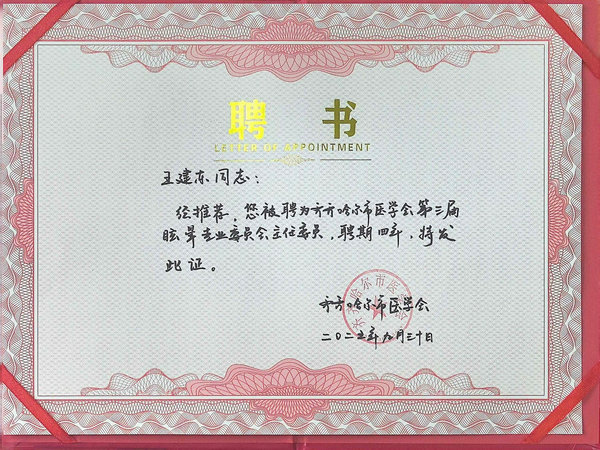 聘 书
LETTER OF APPOINTMENT
王建东同志：
经推荐，您被聘为齐齐哈尔市医学会第三届
眩晕专业委员会主任委员，聘期四年，特发
此证。
齐齐哈尔市医学会
二〇二五年九月三十日